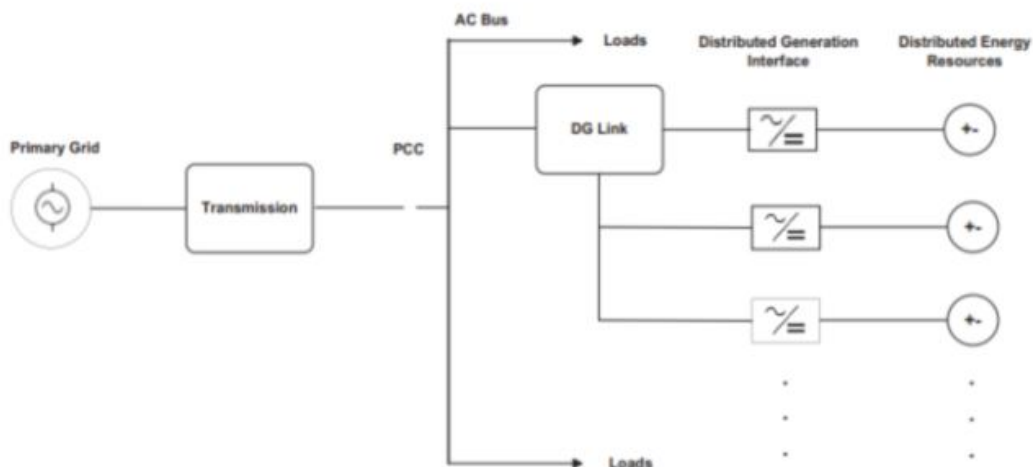 AC Bus
Loads
Distributed Generation
Interface
Distributed Energy
Resources
DG Link
+-
Primary Grid
PCC
Transmission
+-
+-
Loads